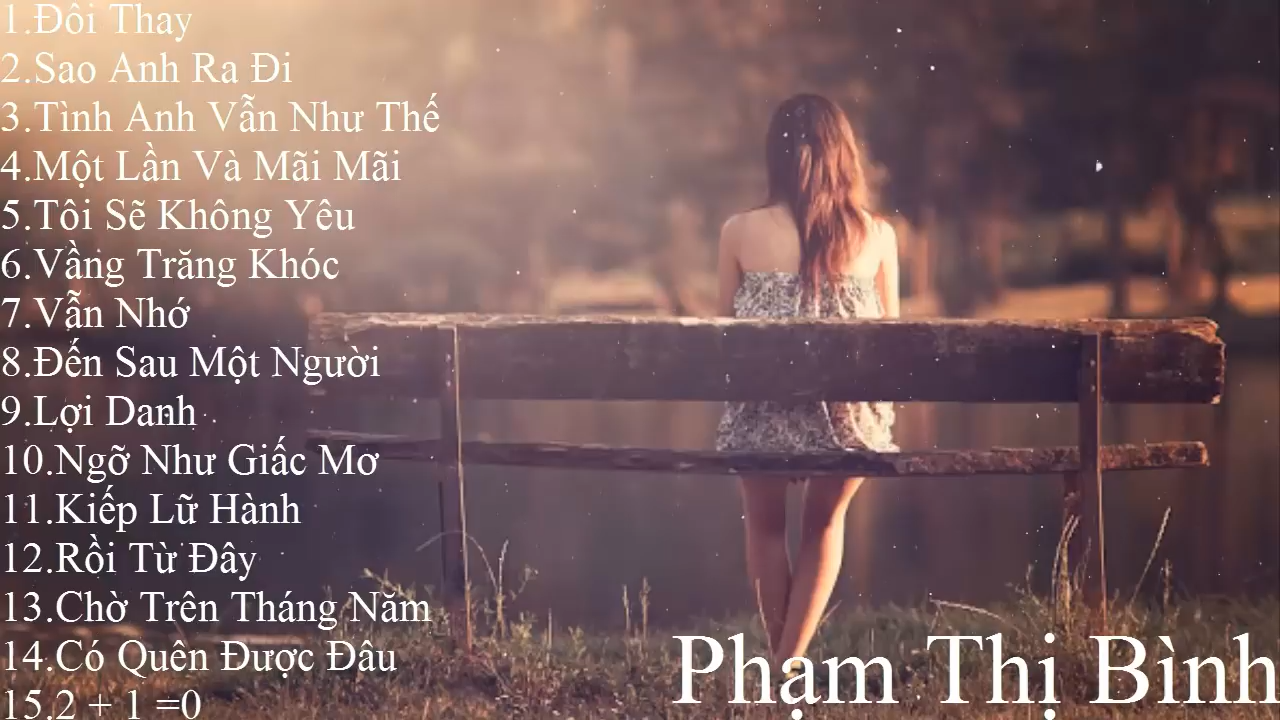 1.Đôi Thay
2.Sao Anh Ra Đi
3.Tình Anh Vẫn Như Thế
4.Một Lần Và Mãi Mãi
5.Tôi Sẽ Không Yêu
6.Vầng Trăng Khóc
7.Vẫn Nhớ
8.Đến Sau Một Người
9.Lợi Danh
10.Ngỡ Như Giấc Mơ
11.Kiếp Lữ Hành
12.Rồi Từ Đây
13.Chờ Trên Tháng Năm
14.Có Quên Được Đâu
15.2 + 1 =0
Phạm Thị Bình